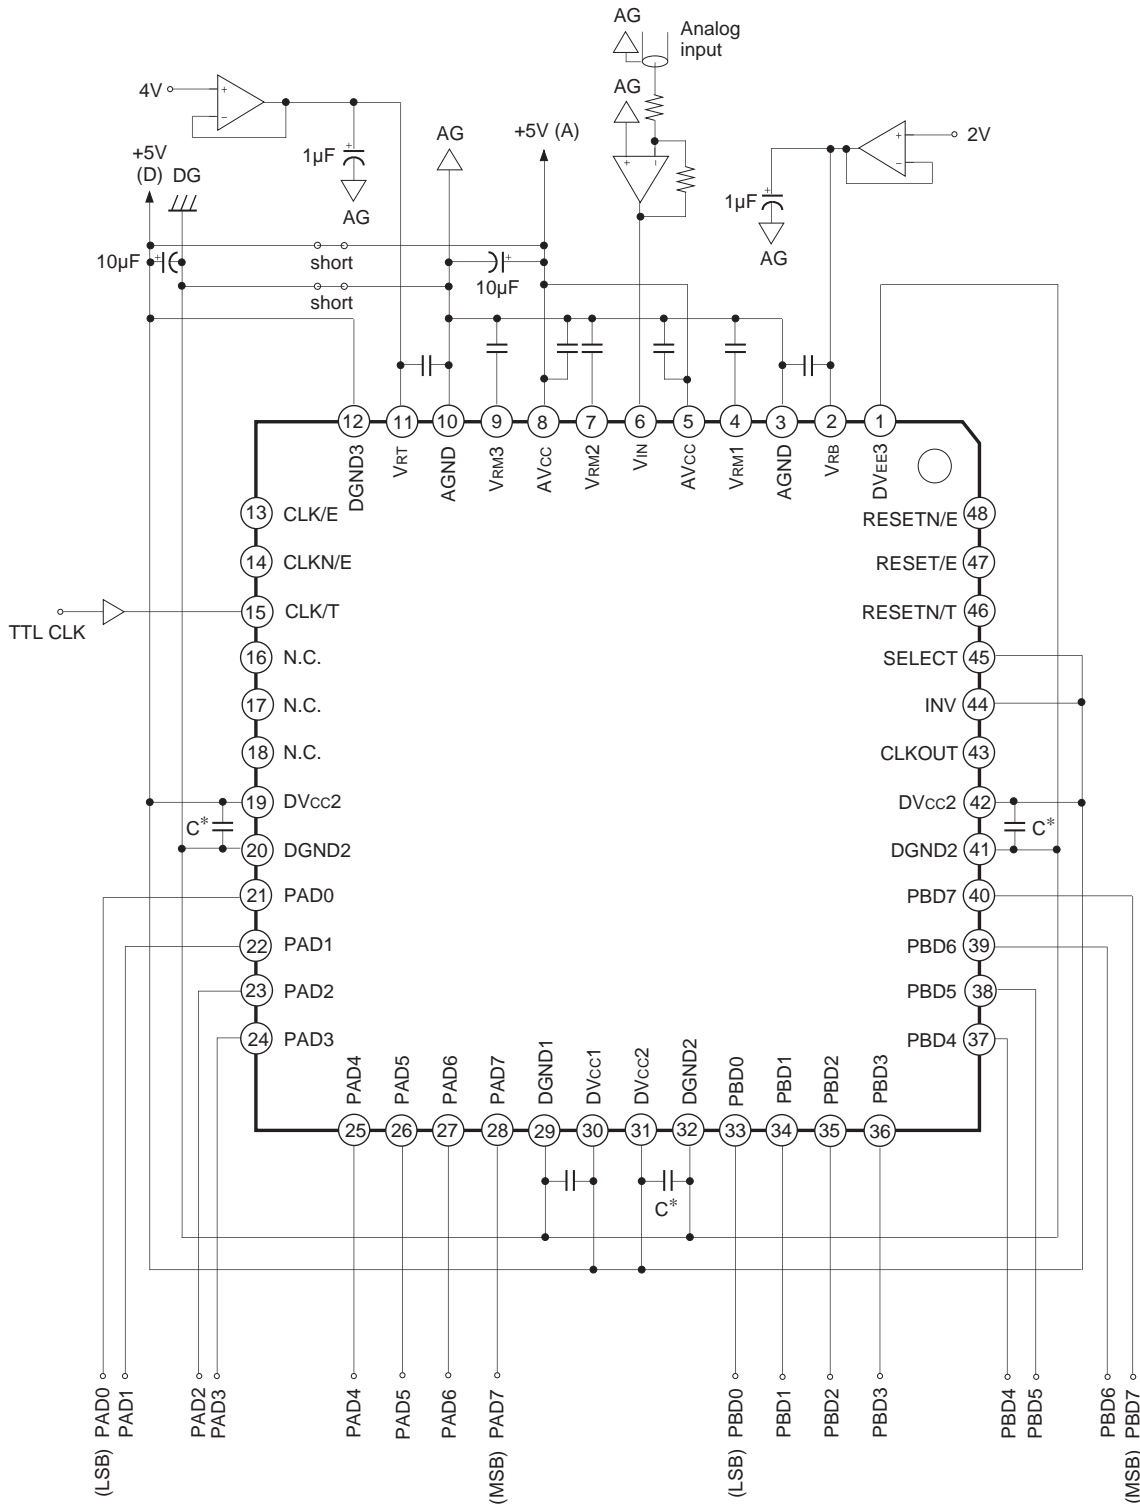 AG
Analog
input
4V
AG
+5V (A)
AG
2V
+5V
(D)
DG
1µF
AG
1µF
AG
10µF
short
10µF
short
12
11
10
9
8
7
6
5
4
3
2
1
DGND3
VRT
AGND
VRM3
AVCC
VRM2
VIN
AVCC
VRM1
AGND
VRB
DVEE3
13 CLK/E
14 CLKN/E
TTL CLK
15 CLK/T
16 N.C.
17 N.C.
18 N.C.
19 DVCC2
C*
20 DGND2
21 PAD0
22 PAD1
23 PAD2
24 PAD3
RESETN/E 48
RESET/E 47
RESETN/T 46
SELECT 45
INV 44
CLKOUT 43
DVCC2 42
C*
DGND2 41
PBD7 40
PBD6 39
PBD5 38
PBD4 37
PAD4
PAD5
PAD6
PAD7
DGND1
DVCC1
DVCC2
DGND2
PBD0
PBD1
PBD2
PBD3
25
26
27
28
29
30
31
32
33
34
35
36
C*
(LSB) PAD0
PAD1
PAD2
PAD3
PAD4
PAD5
PAD6
(MSB) PAD7
(LSB) PBD0
PBD1
PBD2
PBD3
PBD4
PBD5
PBD6
(MSB) PBD7